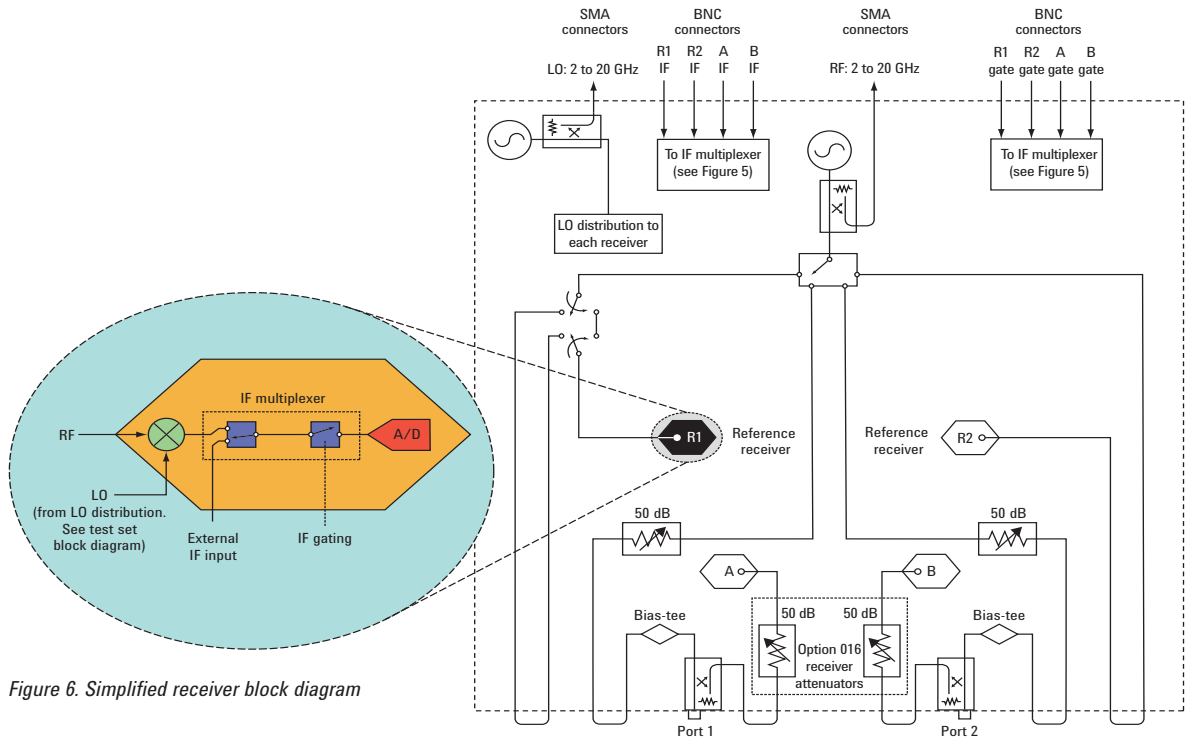 SMA
connectors
BNC
connectors
SMA
connectors
BNC
connectors
LO: 2 to 20 GHz
R1
IF
R2
IF
A
IF
B
IF
RF: 2 to 20 GHz
R1
gate
R2
gate
A
gate
B
gate
To IF multiplexer
(see Figure 5)
To IF multiplexer
(see Figure 5)
LO distribution to
each receiver
IF multiplexer
RF
A/D
LO
(from LO distribution.
See test set
block diagram)
External
IF input
IF gating
R1
Reference
receiver
Reference
receiver
R2
50 dB
50 dB
A
B
50 dB
50 dB
Bias-tee
Bias-tee
Option 016
receiver
attenuators
Port 1
Port 2
Figure 6. Simplified receiver block diagram